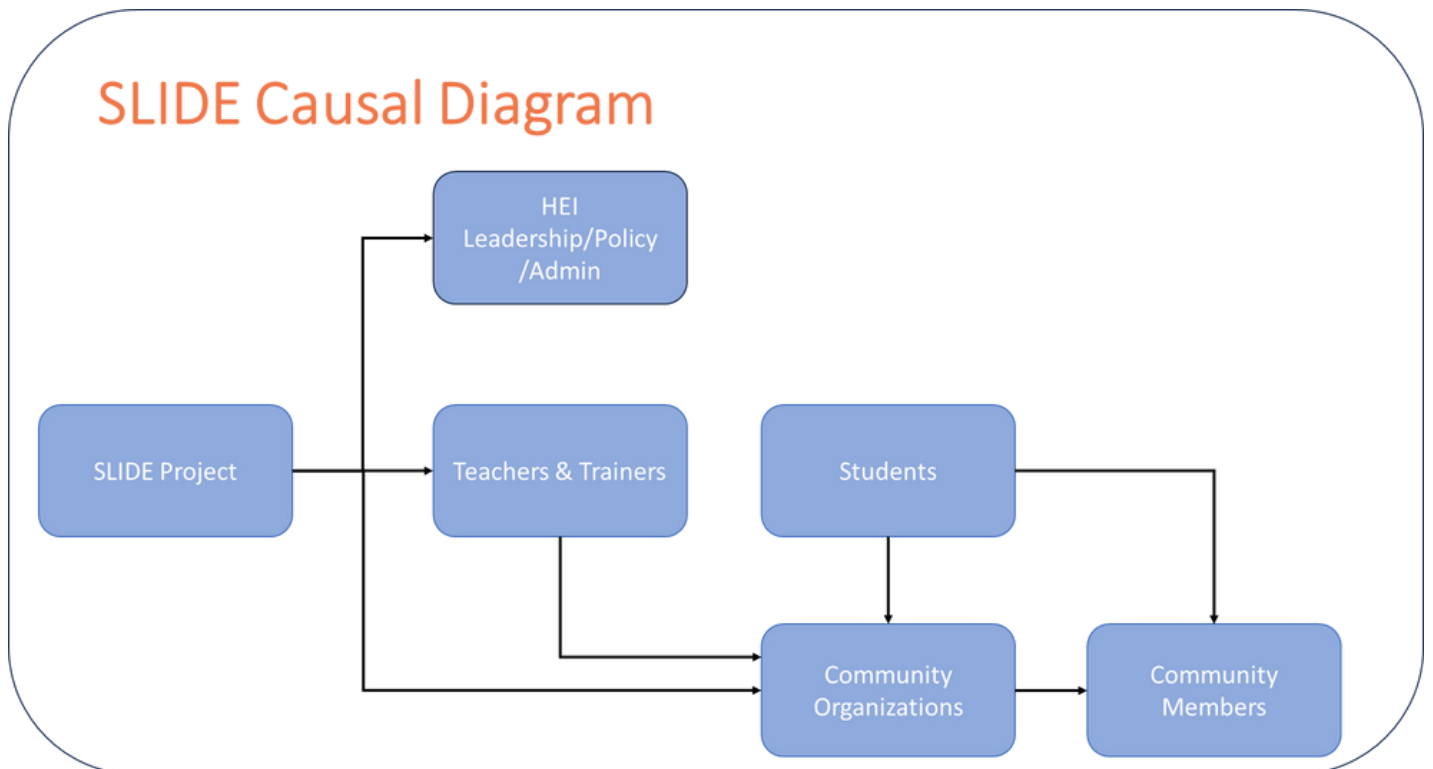 SLIDE Causal Diagram
HEI
Leadership/Policy
/Admin
SLIDE Project
Teachers & Trainers
Students
Community
Organizations
Community
Members